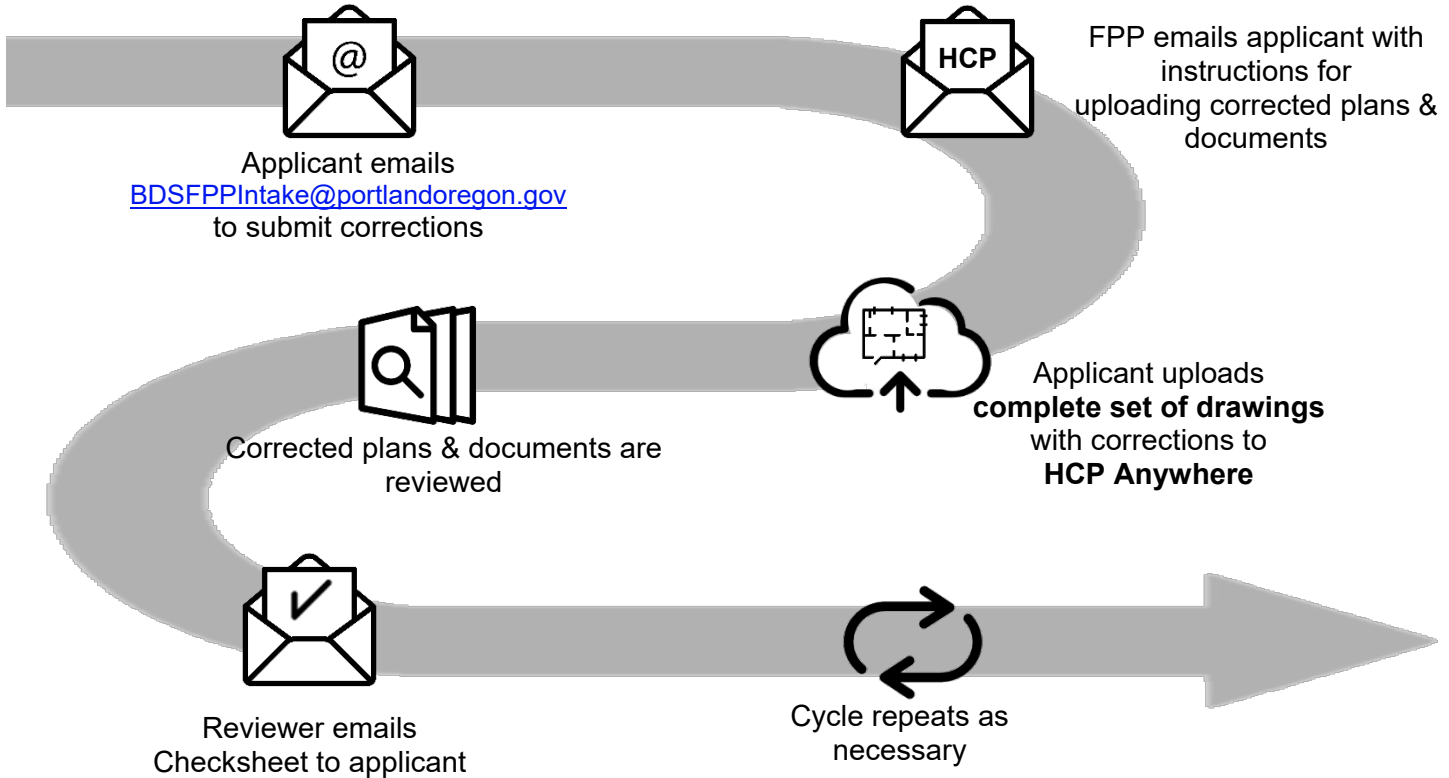 @
Applicant emails
BDSFPPIntake@portlandoregon.gov
to submit corrections
HCP
FPP emails applicant with
instructions for
uploading corrected plans &
documents
Applicant uploads
complete set of drawings
with corrections to
HCP Anywhere
Corrected plans & documents are
reviewed
Reviewer emails
Checksheet to applicant
Cycle repeats as
necessary